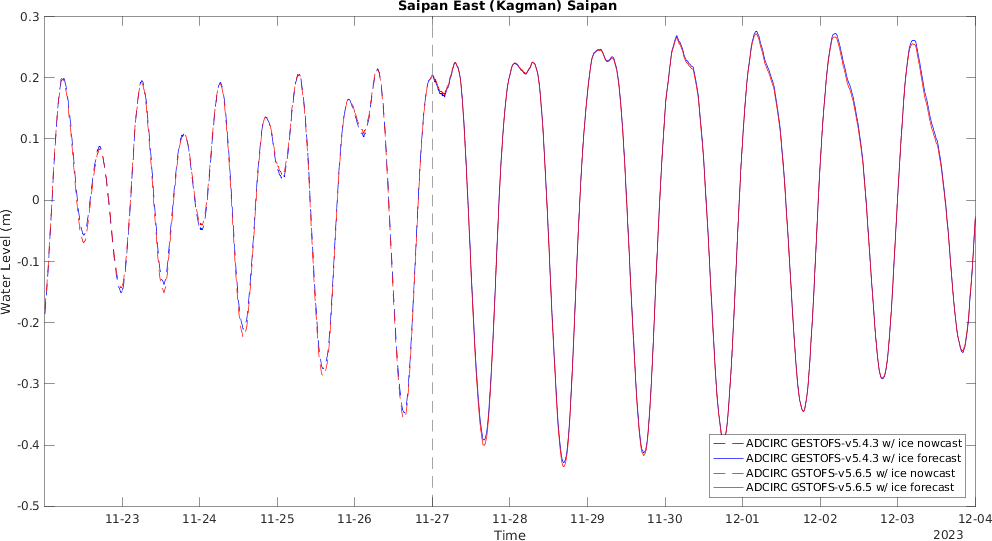 Saipan East (Kagman) Saipan
0.3
0.2
0.1
0
-0.1
-0.2
-0.3
-0.4
-0.5
Water Level (m)
ADCIRC GESTOFS-v5.4.3 w/ ice nowcast
ADCIRC GESTOFS-v5.4.3 w/ ice forecast
ADCIRC GSTOFS-v5.6.5 w/ ice nowcast
ADCIRC GSTOFS-v5.6.5 w/ ice forecast
11-23 11-24 11-25 11-26 11-27 11-28 11-29 11-30 12-01 12-02 12-03 12-04
Time
2023